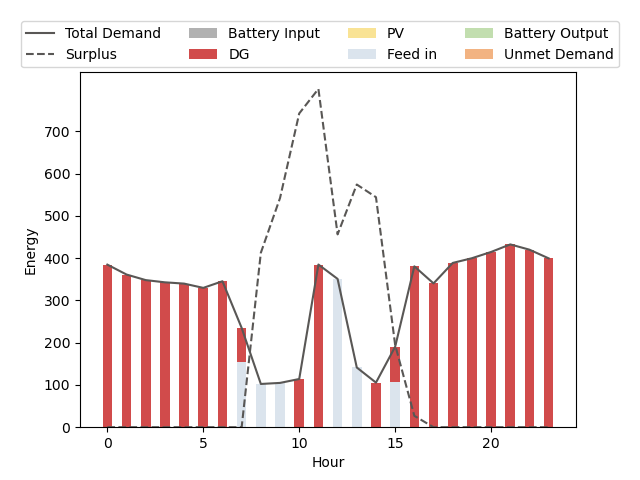 Total Demand Battery Input PV Battery Output
Surplus DG Feed in Unmet Demand
700
600
500
400
300
200
100
0
Energy
0 5 10 15 20
Hour